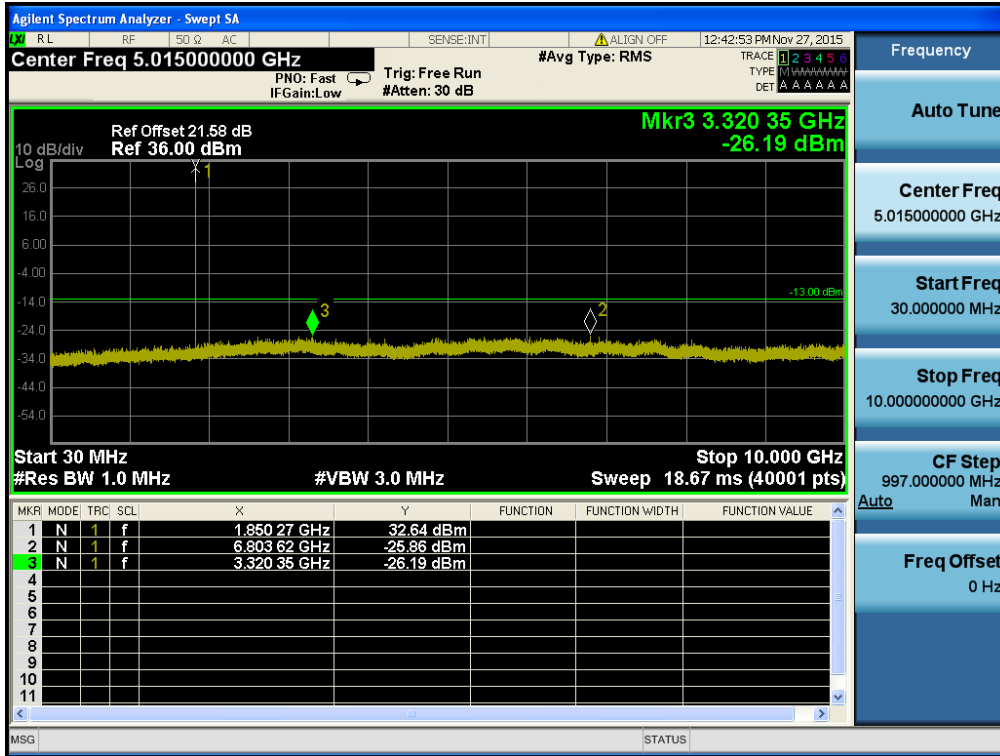 Agilent Spectrum Analyzer - Swept SA
LXI RL RF 50 Ω AC SENSE:INT ALIGN OFF 12:42:53 PM Nov 27, 2015
Center Freq 5.015000000 GHz
#Avg Type: RMS
TRACE 1 2 3 4 5 6
PNO: Fast
Trig: Free Run
TYPE M
IFGain:Low
#Atten: 30 dB
DET A A A A A A
Mkr3 3.320 35 GHz
-26.19 dBm
Ref Offset 21.58 dB
10 dB/div Ref 36.00 dBm
Log
1
26.0
16.0
6.00
-4.00
-13.00 dBm
-14.0
3
2
-24.0
-34.0
-44.0
-54.0
Start 30 MHz Stop 10.000 GHz
#Res BW 1.0 MHz #VBW 3.0 MHz Sweep 18.67 ms (40001 pts)
MKR MODE TRC SCL X Y FUNCTION FUNCTION WIDTH FUNCTION VALUE
1 N 1 f 1.850 27 GHz 32.64 dBm
2 N 1 f 6.803 62 GHz -25.86 dBm
3 N 1 f 3.320 35 GHz -26.19 dBm
4
5
6
7
8
9
10
11
MSG STATUS
Frequency
Auto Tune
Center Freq
5.015000000 GHz
Start Freq
30.000000 MHz
Stop Freq
10.000000000 GHz
CF Step
997.000000 MHz
Auto Man
Freq Offset
0 Hz